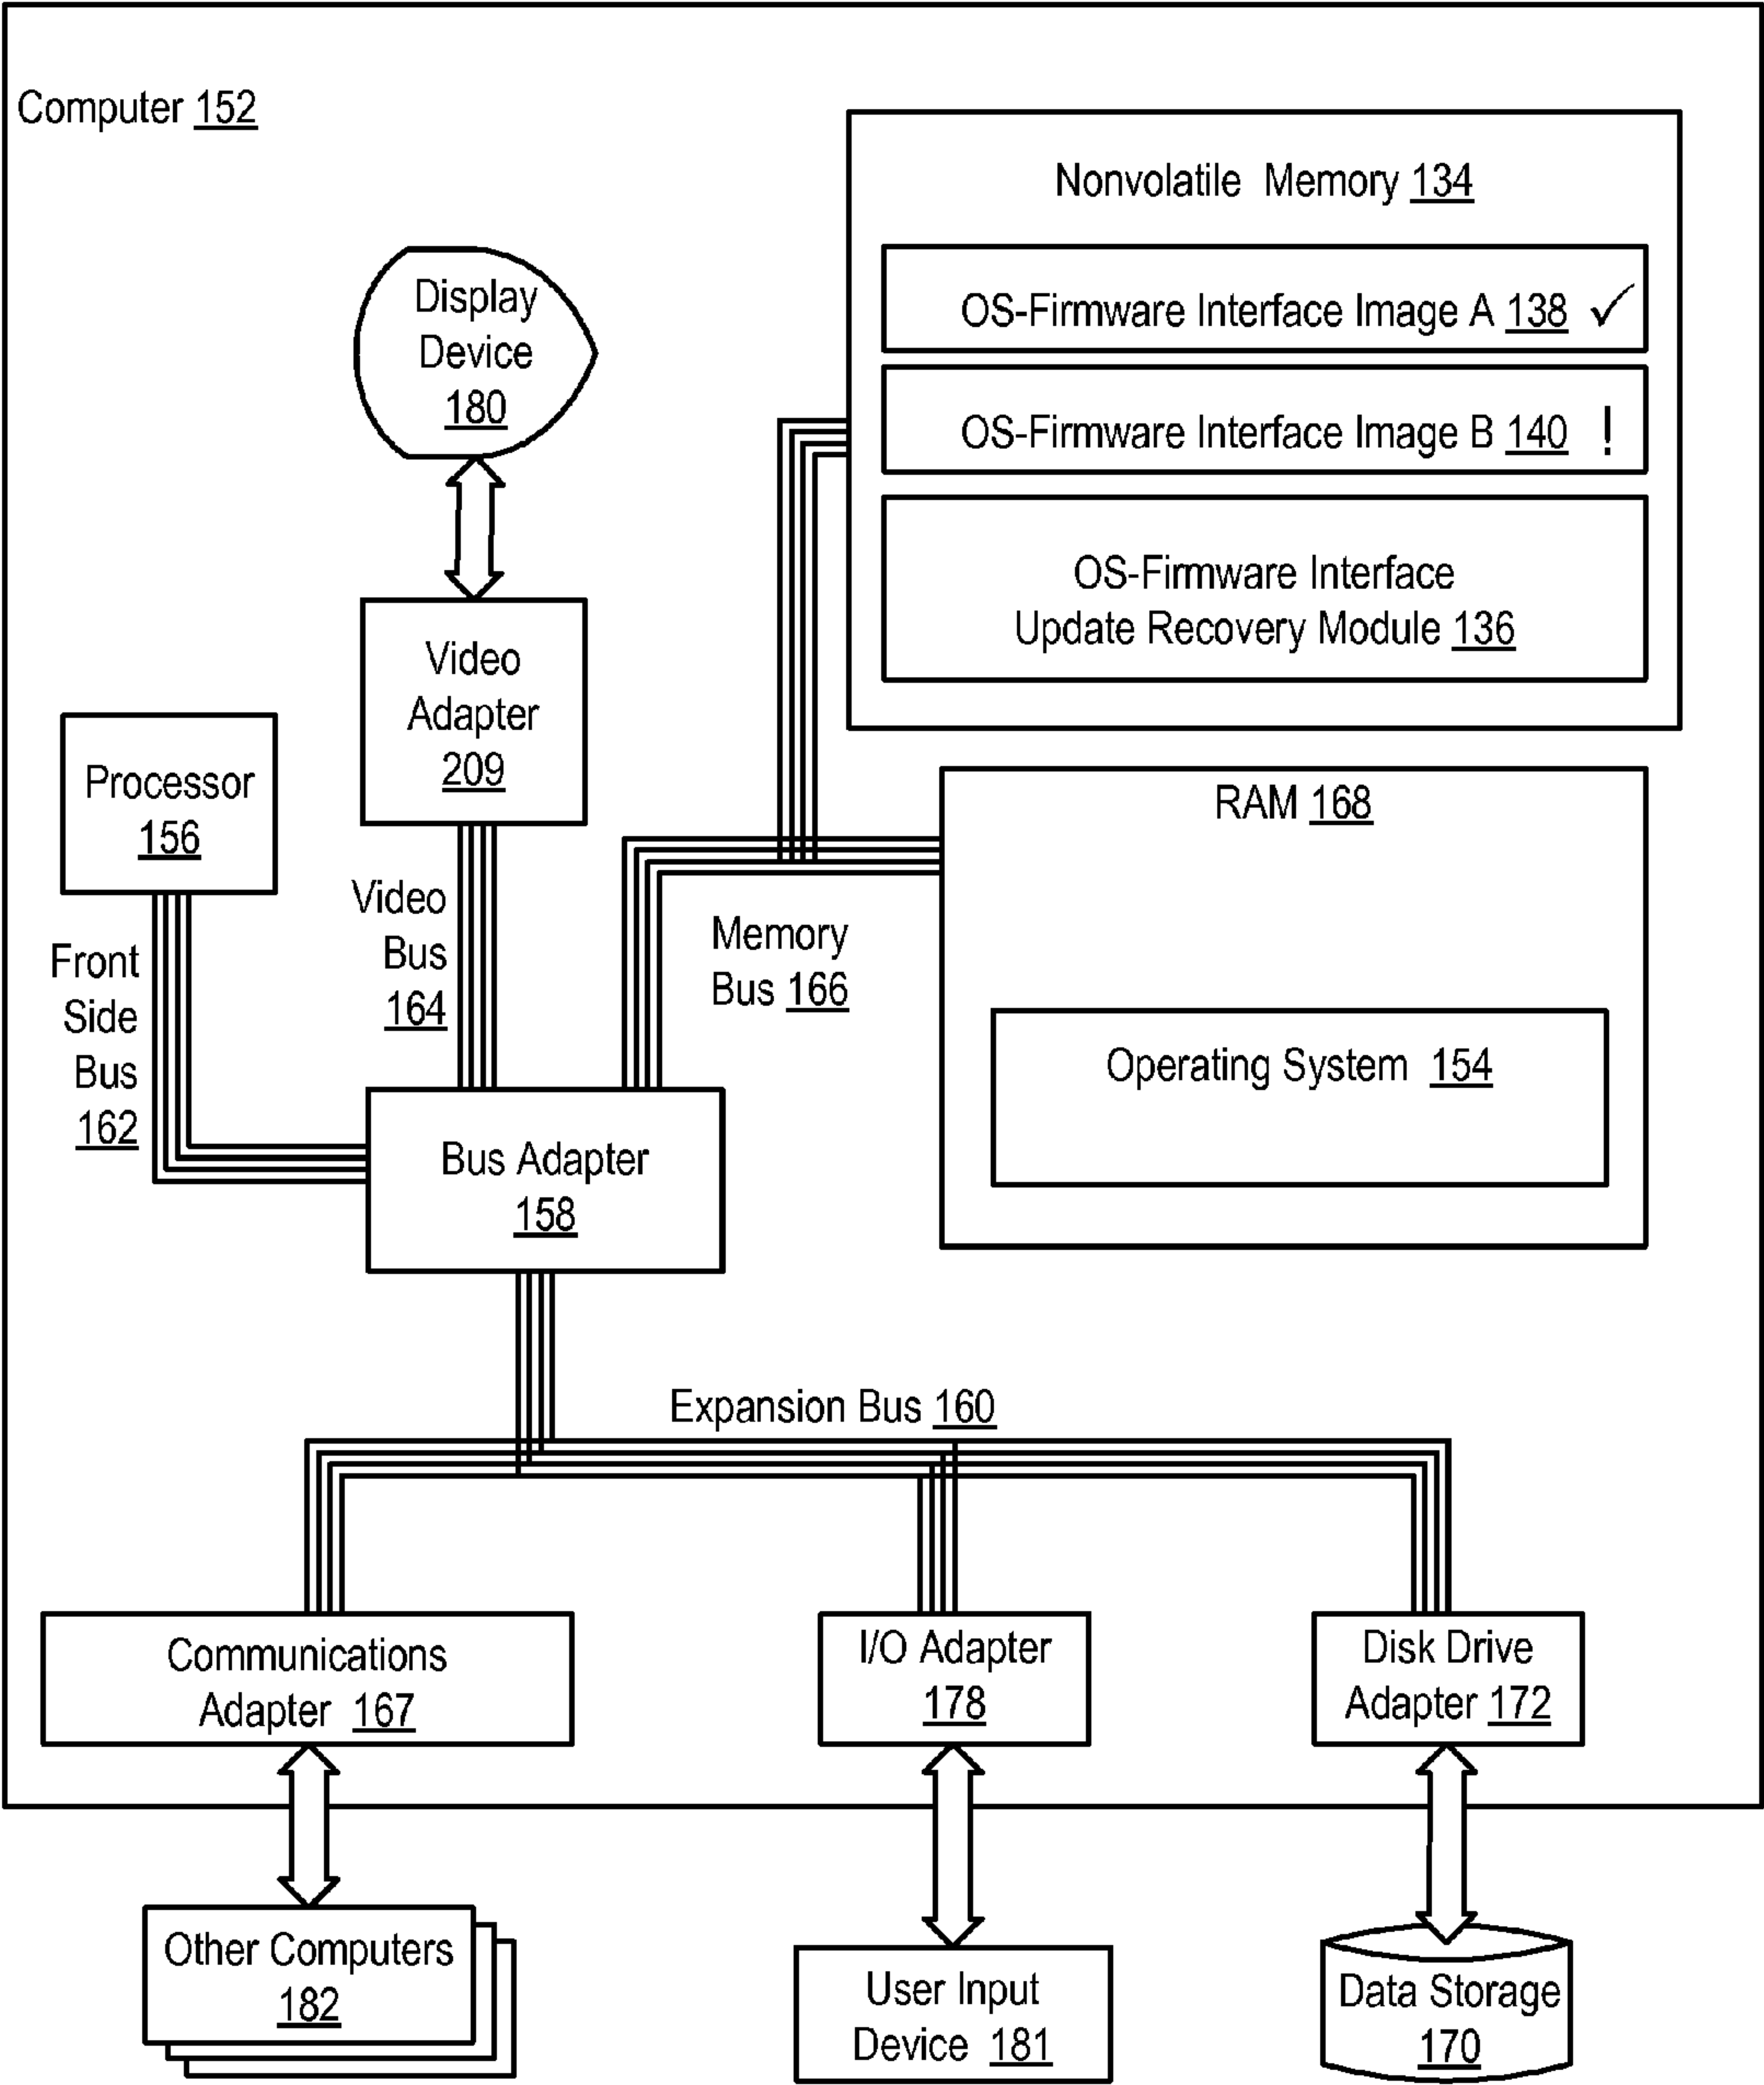 Computer 152
Nonvolatile Memory 134
OS-Firmware Interface Image A 138 ✓
OS-Firmware Interface Image B 140 !
OS-Firmware Interface
Update Recovery Module 136
Display
Device
180
Video
Adapter
209
Processor
156
RAM 168
Operating System 154
Front
Side
Bus
162
Video
Bus
164
Memory
Bus 166
Bus Adapter
158
Expansion Bus 160
Communications
Adapter 167
I/O Adapter
178
Disk Drive
Adapter 172
Other Computers
182
User Input
Device 181
Data Storage
170